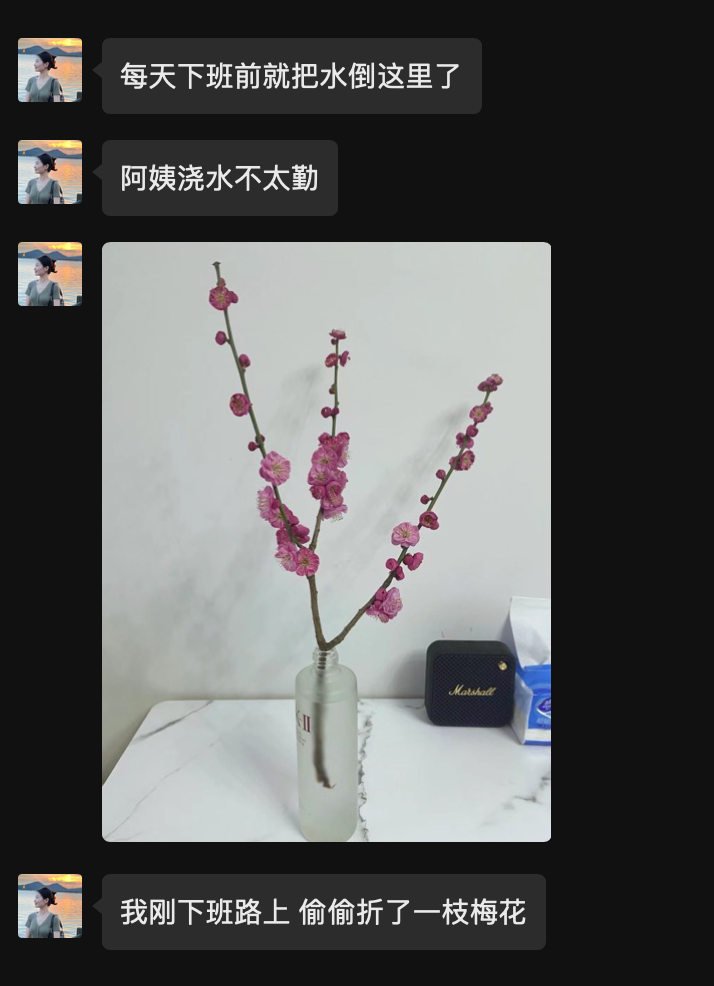 每天下班前就把水倒这里了
阿姨浇水不太勤
Marshall
我刚下班路上 偷偷折了一枝梅花